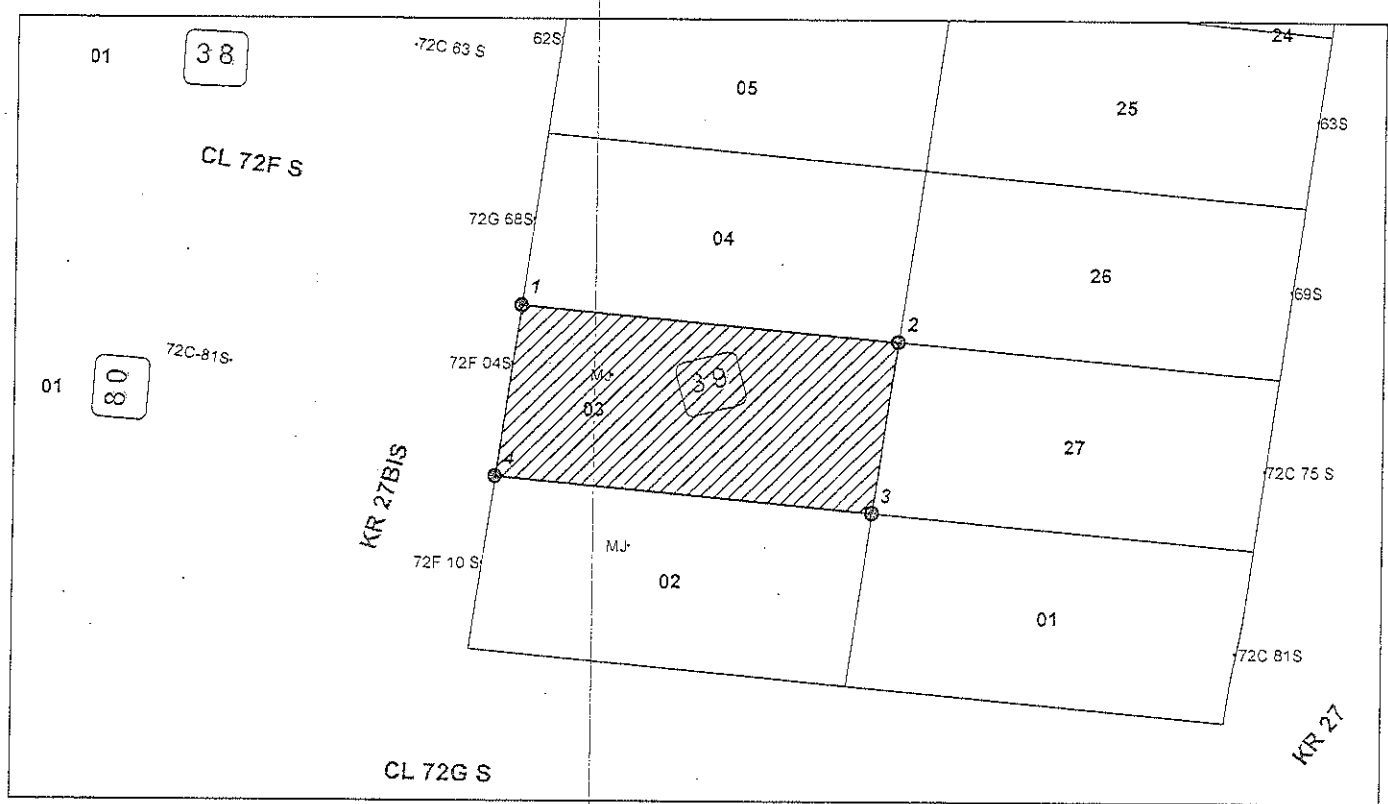 01
38
72C 63 S
62S
24
05
25
63S
CL 72F S
72G 68S
04
26
69S
1
2
72C-81S
01
80
72F 04S
MJ
39
03
27
4
3
72C 75 S
KR 27BIS
72F 10 S
MJ
02
01
72C 81S
KR 27
CL 72G S